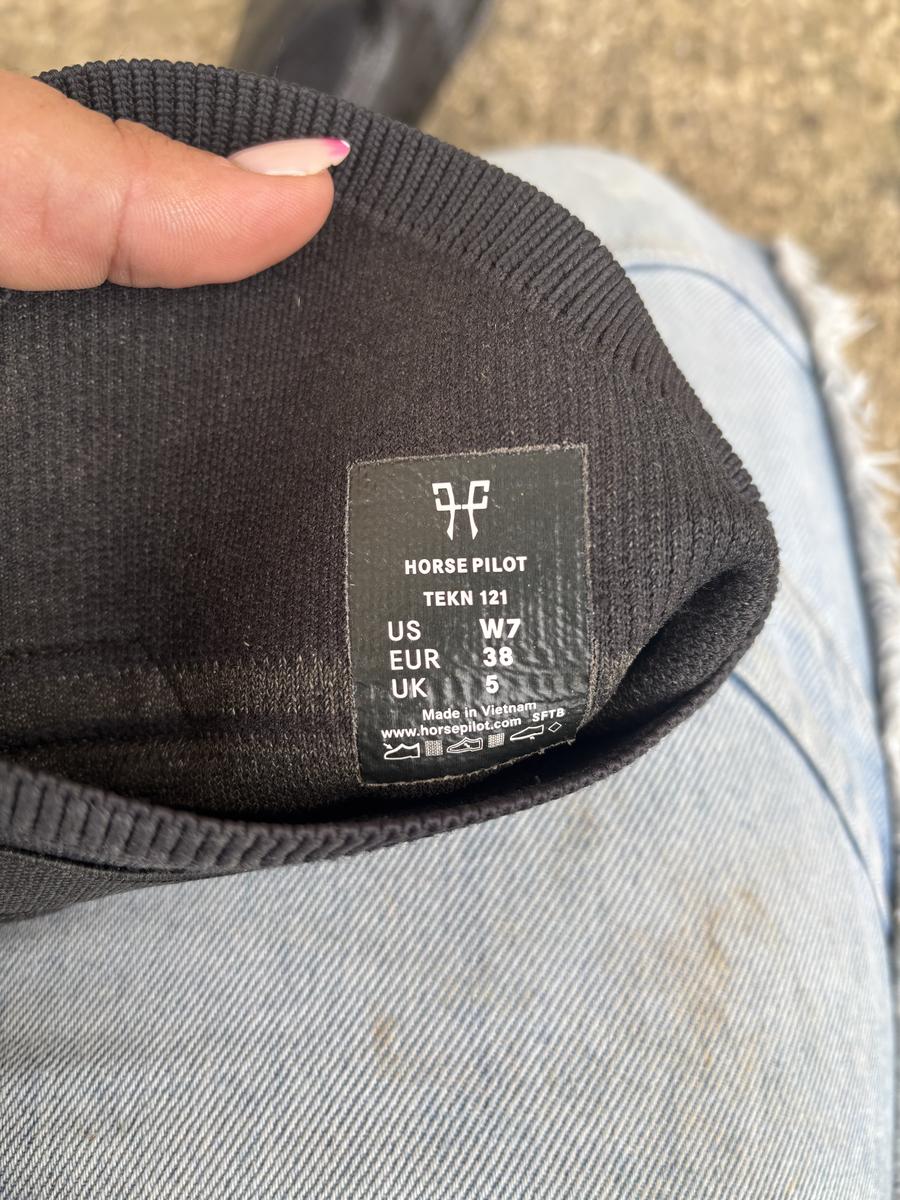 HORSE PILOT
TEKN 121
US W7
EUR 38
UK 5
Made in Vietnam
www.horsepilot.com SFTB